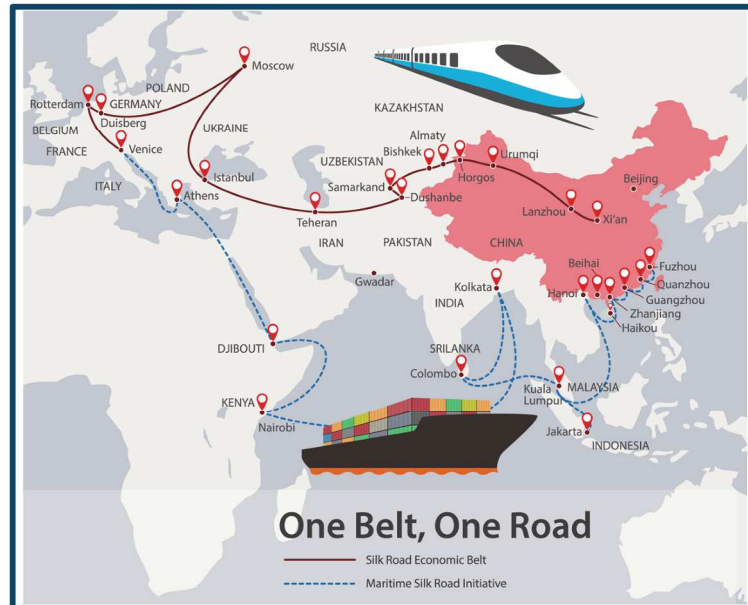 RUSSIA
Moscow
POLAND
Rotterdam
GERMANY
Duisberg
KAZAKHSTAN
BELGIUM
UKRAINE
Almaty
FRANCE
Venice
Bishkek
Urumqi
UZBEKISTAN
Horgos
Beijing
ITALY
Istanbul
Samarkand
Athens
Dushanbe
Lanzhou
Xi'an
Teheran
IRAN
PAKISTAN
CHINA
Beihai
Fuzhou
Gwadar
Kolkata
Quanzhou
Hanoi
Guangzhou
INDIA
Zhanjiang
Haikou
DJIBOUTI
SRILANKA
Colombo
Kuala
Lumpur
MALAYSIA
KENYA
Nairobi
Jakarta
INDONESIA
One Belt, One Road
Silk Road Economic Belt
Maritime Silk Road Initiative